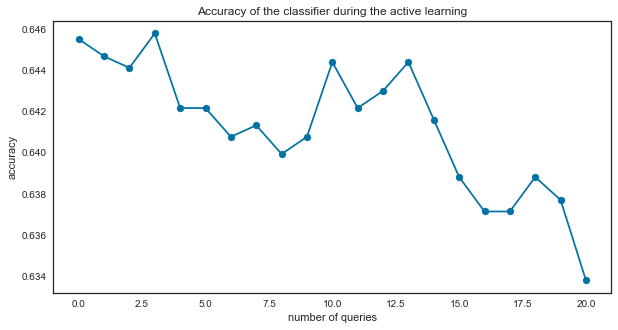 Accuracy of the classifier during the active learning
accuracy
0.646
0.644
0.642
0.640
0.638
0.636
0.634
0.0 2.5 5.0 7.5 10.0 12.5 15.0 17.5 20.0
number of queries